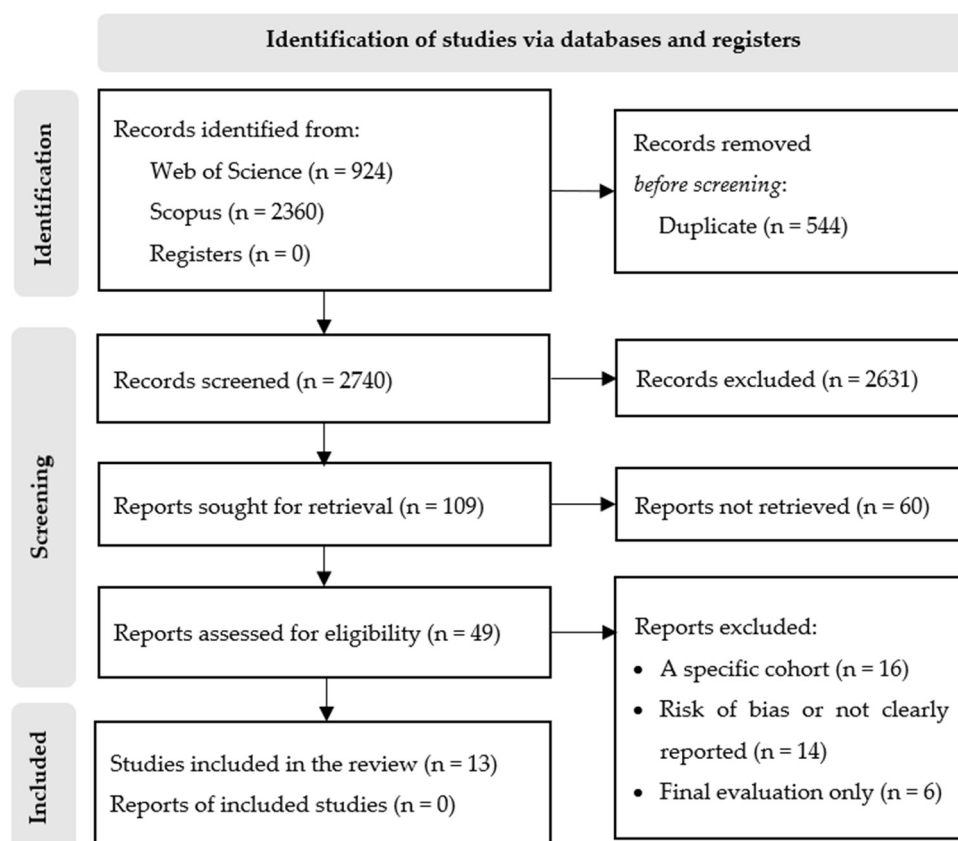 Identification of studies via databases and registers
Identification
Records identified from:
Web of Science (n = 924)
Scopus (n = 2360)
Registers (n = 0)
Records removed
before screening:
Duplicate (n = 544)
Screening
Records screened (n = 2740)
Records excluded (n = 2631)
Reports sought for retrieval (n = 109)
Reports not retrieved (n = 60)
Reports assessed for eligibility (n = 49)
Reports excluded:
• A specific cohort (n = 16)
• Risk of bias or not clearly
reported (n = 14)
• Final evaluation only (n = 6)
Included
Studies included in the review (n = 13)
Reports of included studies (n = 0)